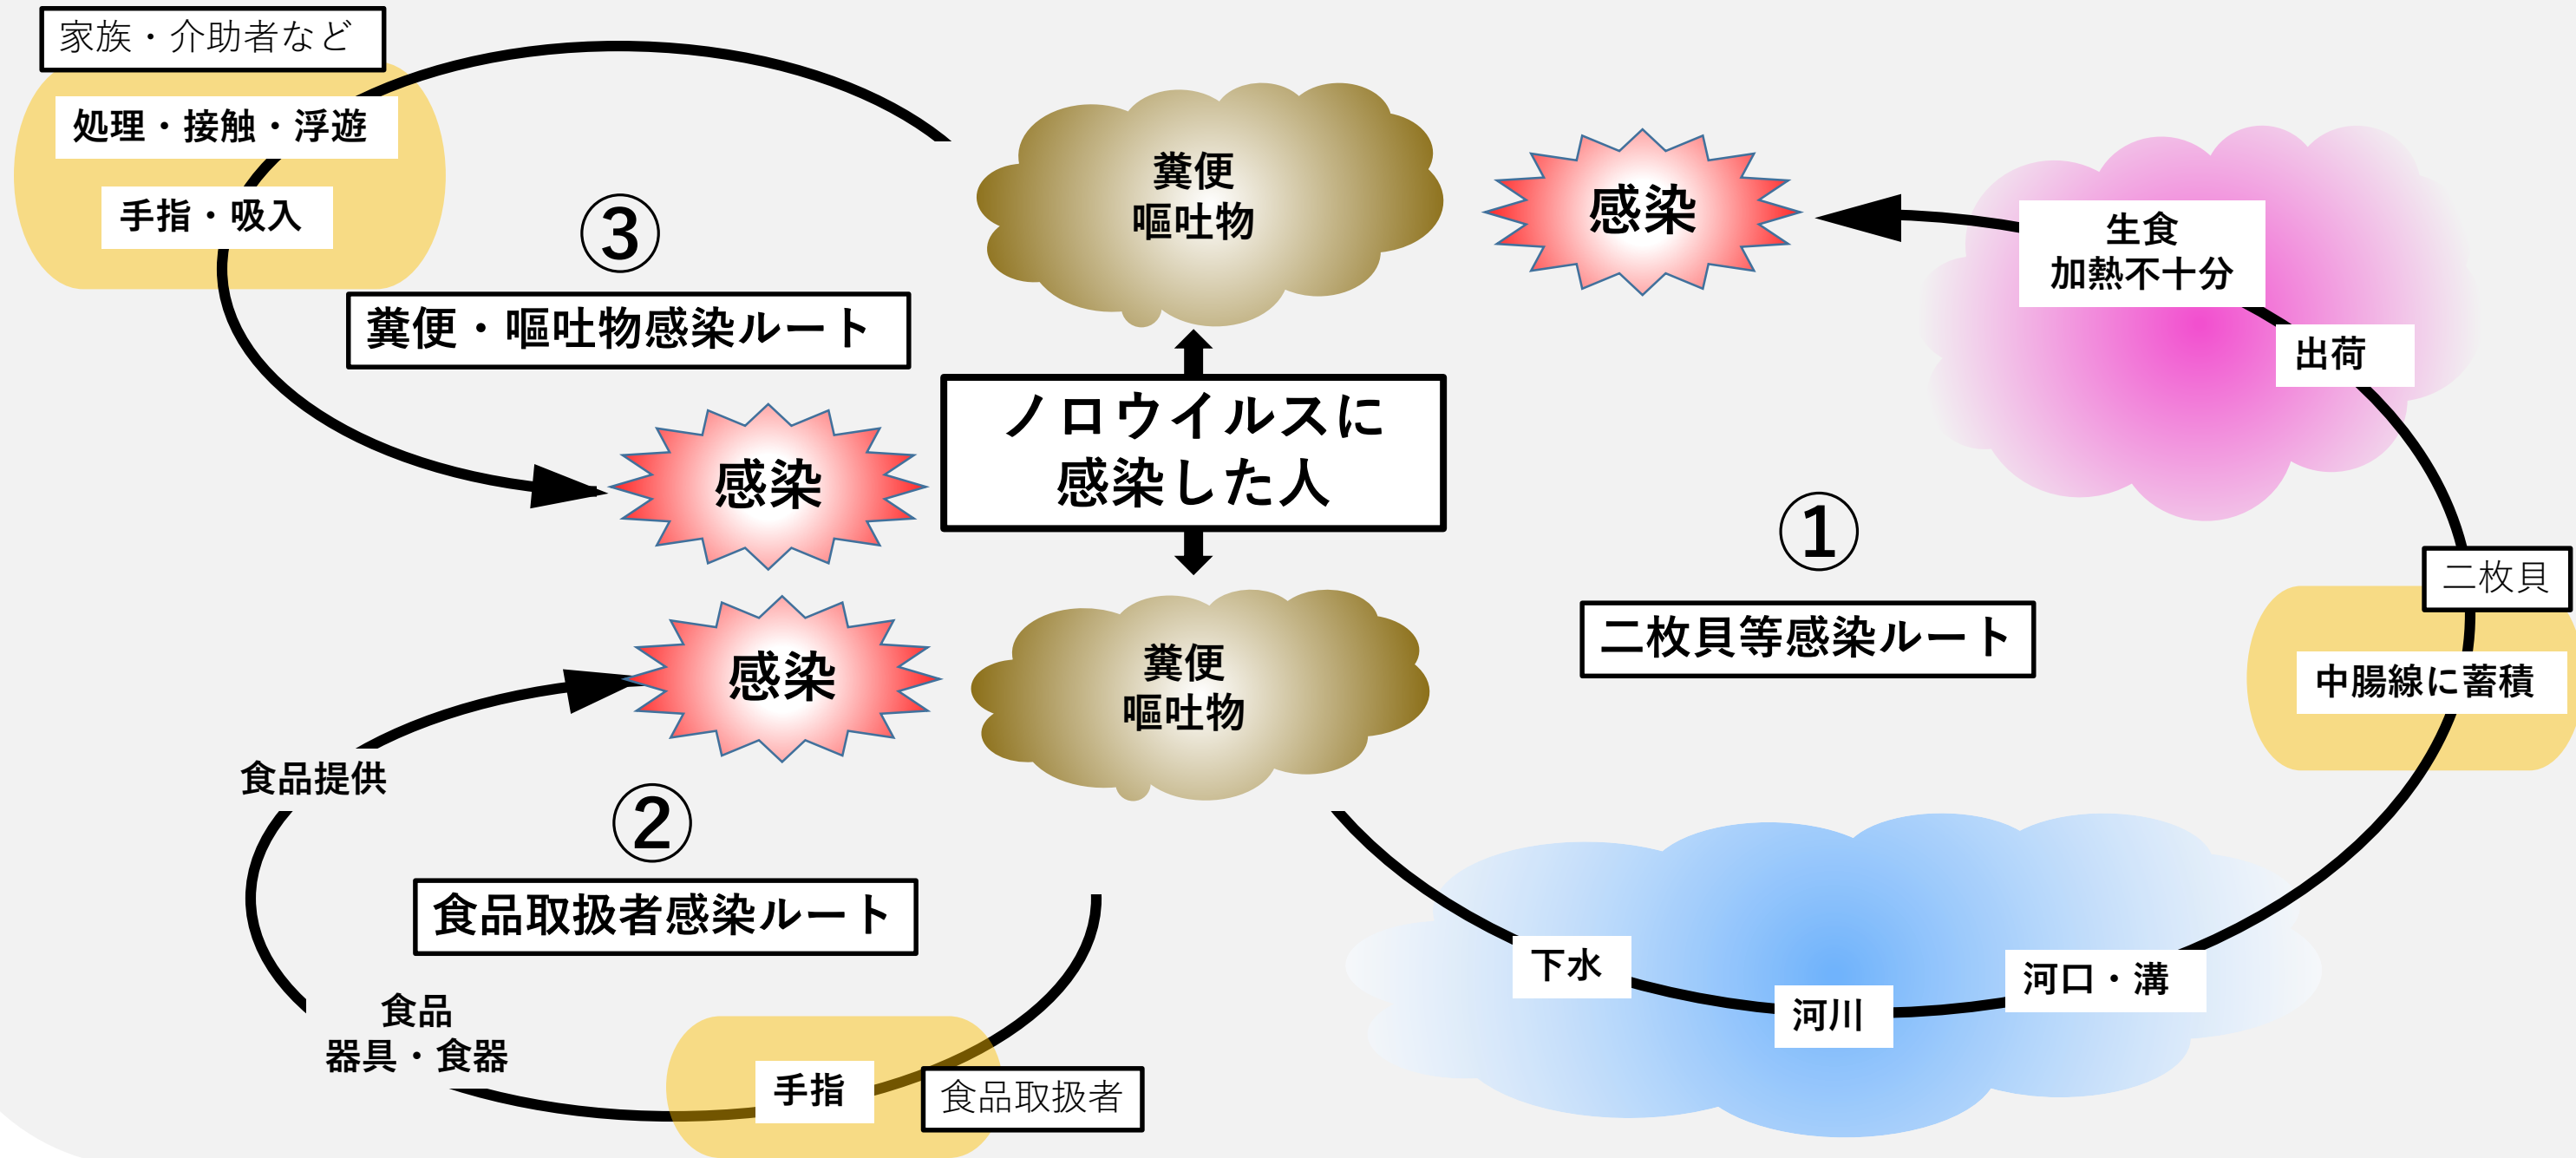 家族・介助者など
処理・接触・浮遊
手指・吸入
③
糞便・嘔吐物感染ルート
感染
糞便
嘔吐物
ノロウイルスに
感染した人
糞便
嘔吐物
感染
生食
加熱不十分
出荷
①
二枚貝等感染ルート
二枚貝
中腸線に蓄積
下水
河川
河口・溝
感染
食品提供
②
食品取扱者感染ルート
食品
器具・食器
手指
食品取扱者